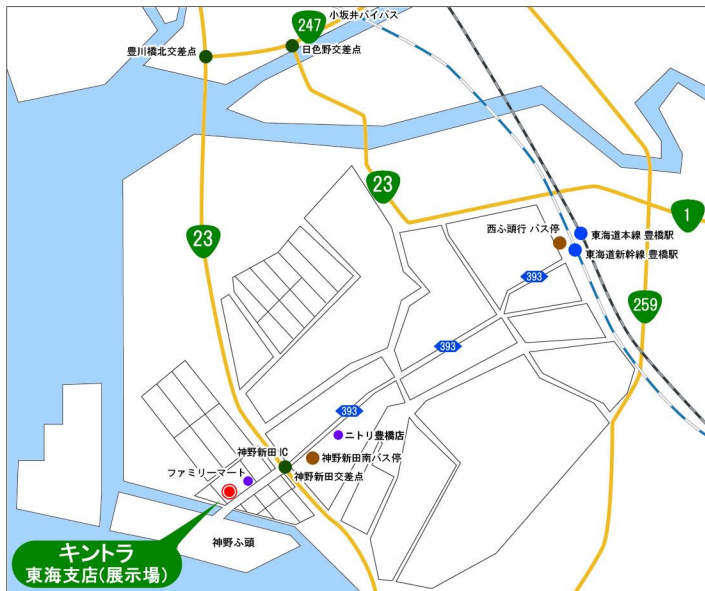 小坂井バイパス
247
豊川橋北交差点
日色野交差点
23
1
23
西ふ頭行 バス停
東海道本線 豊橋駅
東海道新幹線 豊橋駅
393
259
393
393
ニトリ豊橋店
神野新田 IC
神野新田南バス停
ファミリーマート
神野新田交差点
神野ふ頭
キントラ
東海支店(展示場)